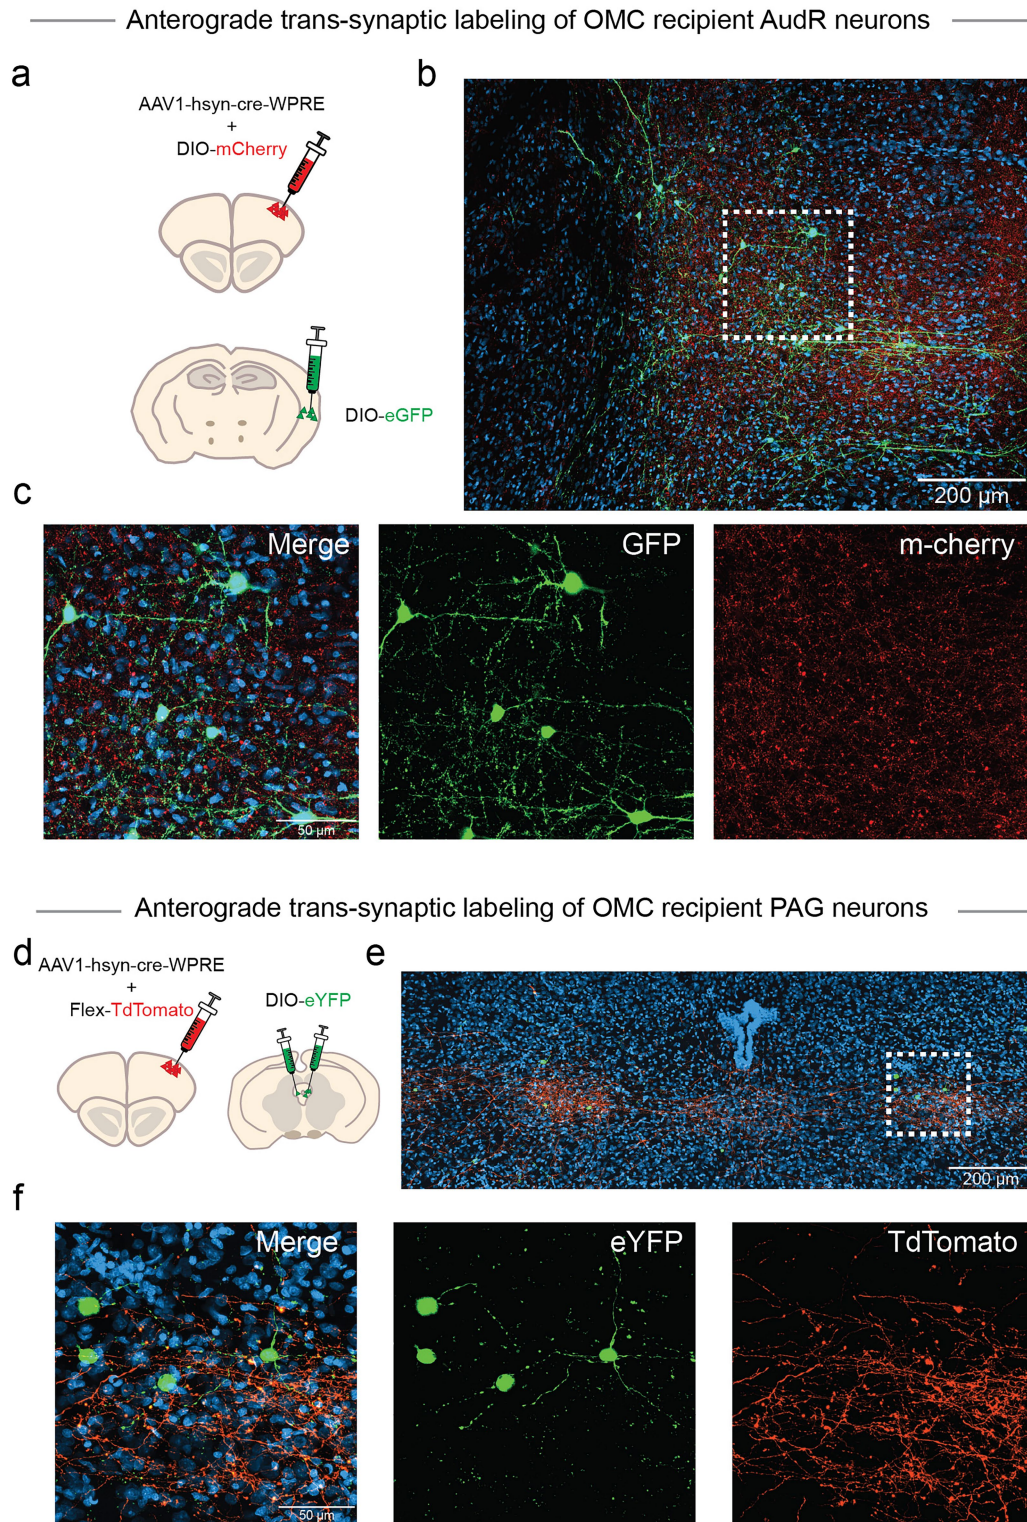 Anterograde trans-synaptic labeling of OMC recipient AudR neurons
a
AAV1-hsyn-cre-WPRE
+
DIO-mCherry
DIO-eGFP
b
200 µm
c
Merge
50 µm
GFP
m-cherry
Anterograde trans-synaptic labeling of OMC recipient PAG neurons
d
AAV1-hsyn-cre-WPRE
+
Flex-TdTomato
DIO-eYFP
e
200 µm
f
Merge
50 µm
eYFP
TdTomato